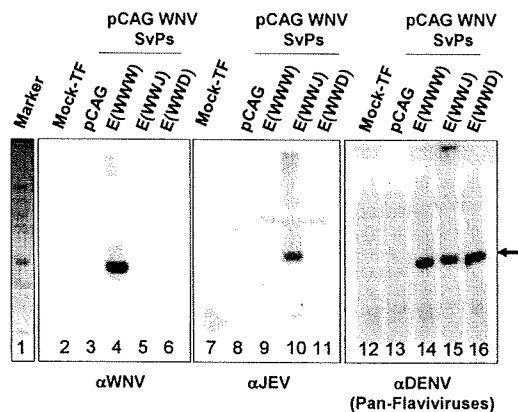 pCAG WNV
SvPs
pCAG WNV
SvPs
pCAG WNV
SvPs
Marker
Mock-TF
pCAG
E(WWW)
E(WWJ)
E(WWD)
Mock-TF
pCAG
E(WWW)
E(WWJ)
E(WWD)
Mock-TF
pCAG
E(WWW)
E(WWJ)
E(WWD)
1 2 3 4 5 6 7 8 9 10 11 12 13 14 15 16
αWNV αJEV αDENV
(Pan-Flaviviruses)